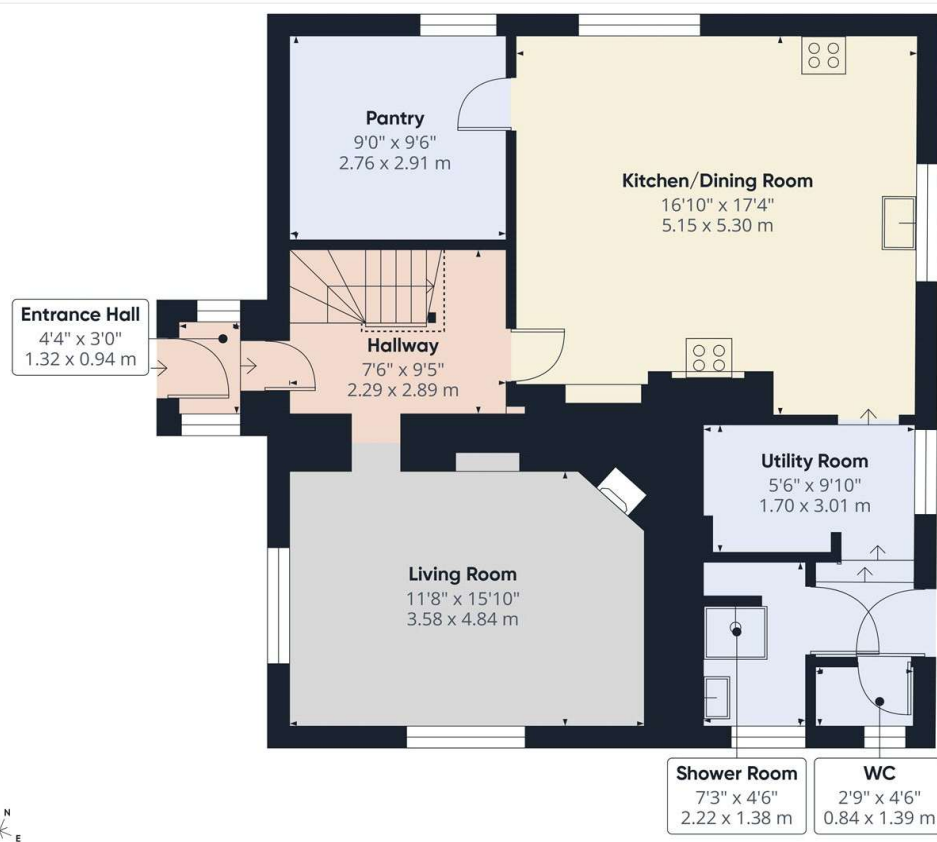 Pantry
9'0" x 9'6"
2.76 x 2.91 m
Kitchen/Dining Room
16'10" x 17'4"
5.15 x 5.30 m
Entrance Hall
4'4" x 3'0"
1.32 x 0.94 m
Hallway
7'6" x 9'5"
2.29 x 2.89 m
Utility Room
5'6" x 9'10"
1.70 x 3.01 m
Living Room
11'8" x 15'10"
3.58 x 4.84 m
Shower Room
7'3" x 4'6"
2.22 x 1.38 m
WC
2'9" x 4'6"
0.84 x 1.39 m
N
E